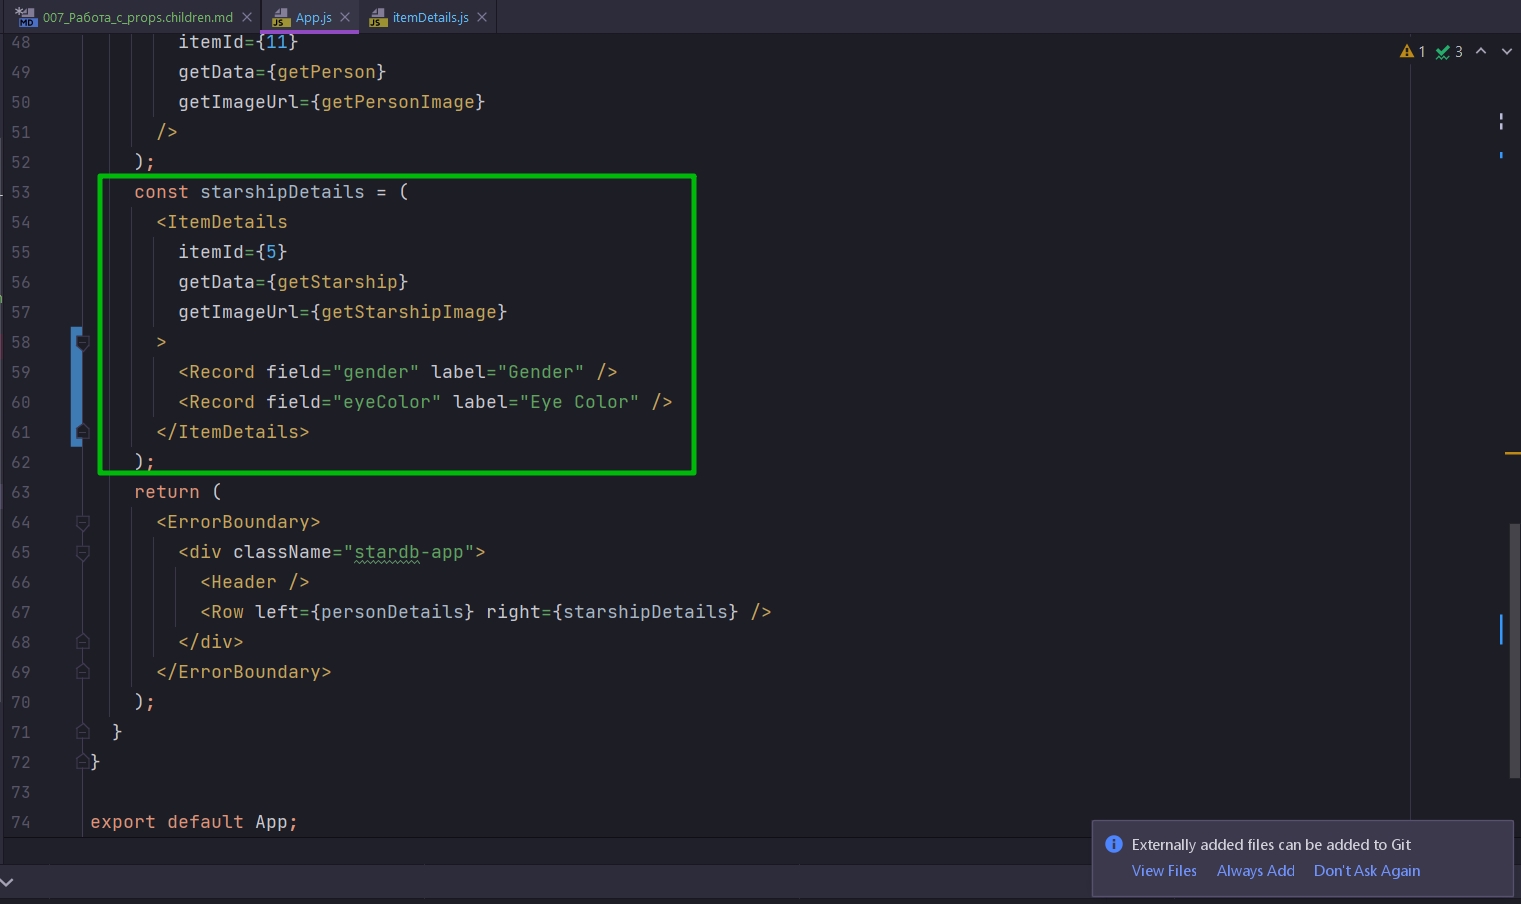 007_Работа_с_props.children.md App.js itemDetails.js
48 itemId={11}
1 3
49 getData={getPerson}
50 getImageUrl={getPersonImage}
51 />
52 );
53 const starshipDetails = (
54 <ItemDetails
55 itemId={5}
56 getData={getStarship}
57 getImageUrl={getStarshipImage}
58 >
59 <Record field="gender" label="Gender" />
60 <Record field="eyeColor" label="Eye Color" />
61 </ItemDetails>
62 );
63 return (
64 <ErrorBoundary>
65 <div className="stardb-app">
66 <Header />
67 <Row left={personDetails} right={starshipDetails} />
68 </div>
69 </ErrorBoundary>
70 );
71 }
72 }
73
74 export default App;
Externally added files can be added to Git
View Files Always Add Don't Ask Again